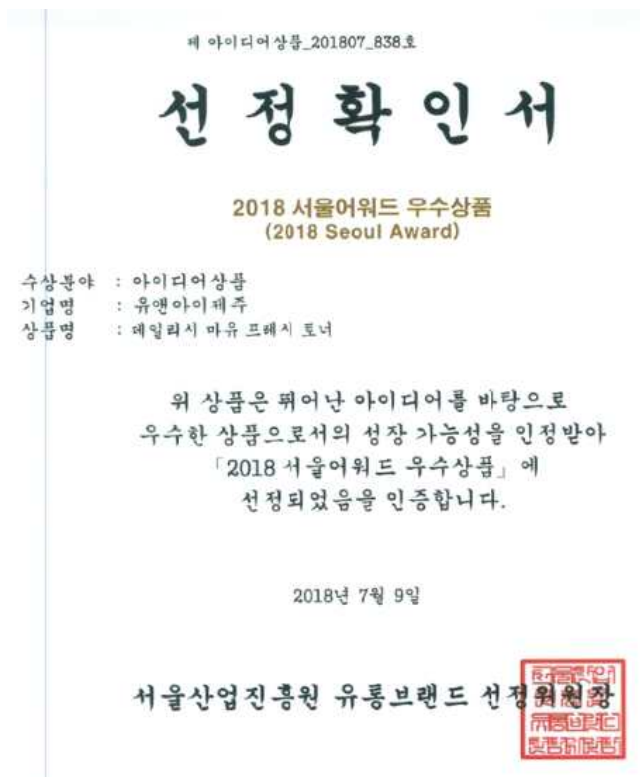 제 아이디어상품_201807_838호
선정확인서
2018 서울어워드 우수상품
(2018 Seoul Award)
수상분야 : 아이디어상품
기업명 : 유앤아이제주
상품명 : 데일리시 마유 프레시 토너
위 상품은 뛰어난 아이디어를 바탕으로
우수한 상품으로서의 성장 가능성을 인정받아
「2018 서울어워드 우수상품」에
선정되었음을 인증합니다.
2018년 7월 9일
서울산업진흥원 유통브랜드 선정위원장